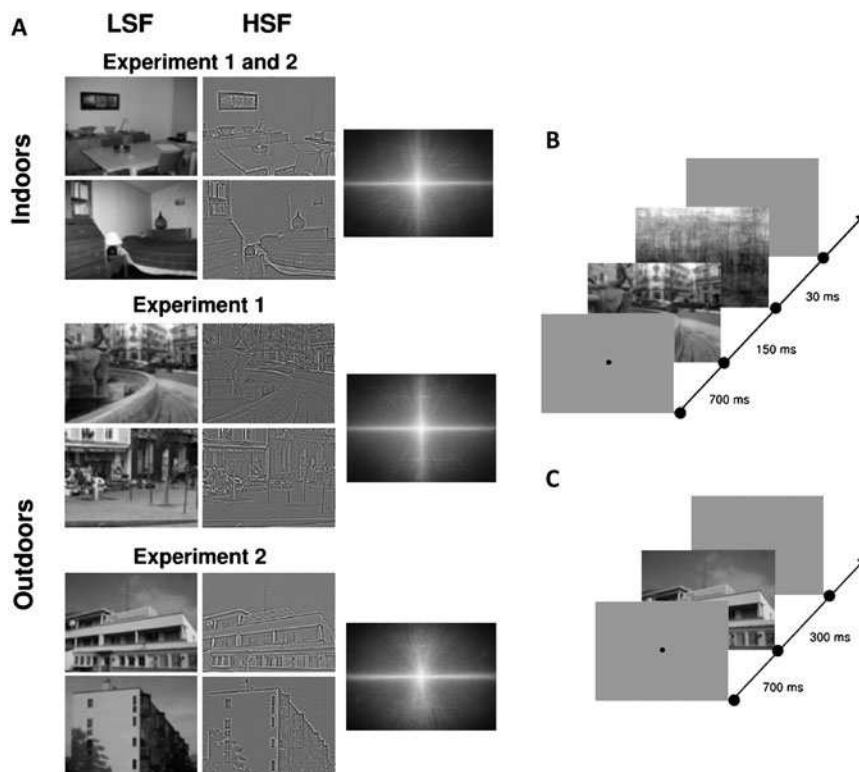 A
LSF HSF
Experiment 1 and 2
Indoors
Experiment 1
Outdoors
Experiment 2
B
30 ms
150 ms
700 ms
C
300 ms
700 ms